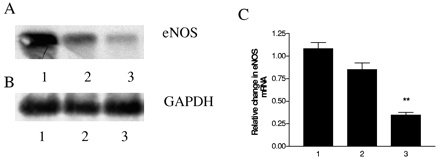 A
eNOS
1 2 3
B
GAPDH
1 2 3
C
Relative change in eNOS
mRNA
1.25
1.00
0.75
0.50
0.25
0.00
**
1 2 3